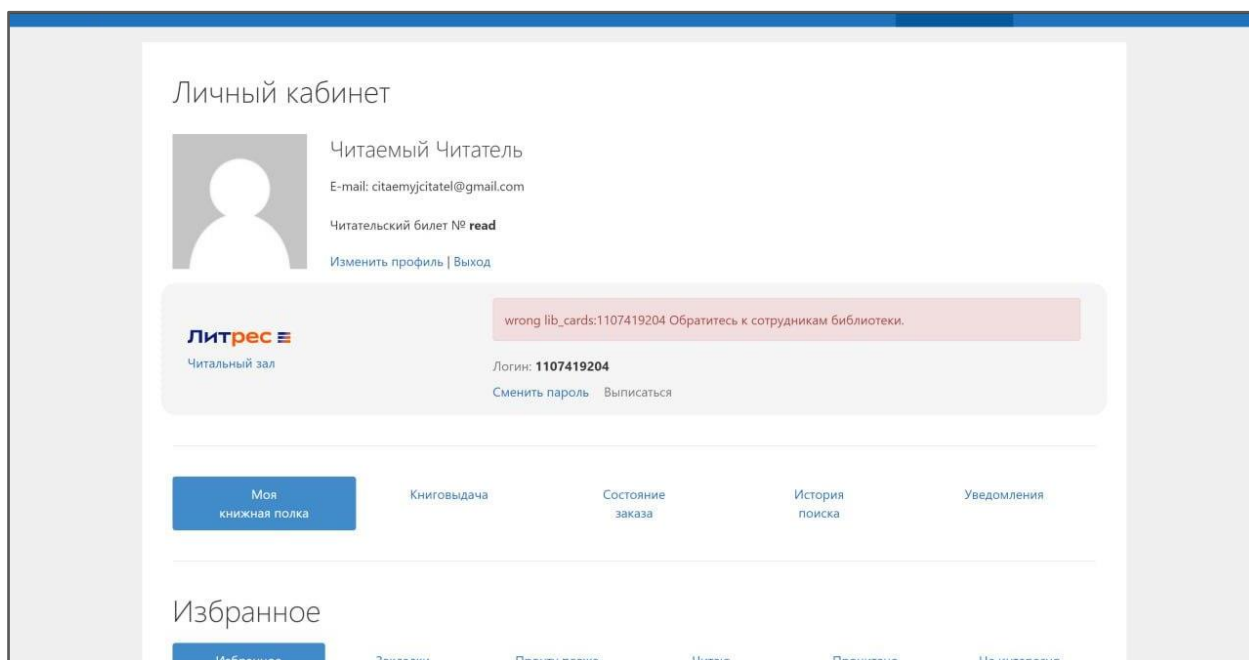 Личный кабинет
Читаемый Читатель
E-mail: citaemyjcitatel@gmail.com
Читательский билет № read
Изменить профиль | Выход
Литрес
Читальный зал
wrong lib_cards:1107419204 Обратитесь к сотрудникам библиотеки.
Логин: 1107419204
Сменить пароль Выписаться
Моя
книжная полка
Книговыдача
Состояние
заказа
История
поиска
Уведомления
Избранное